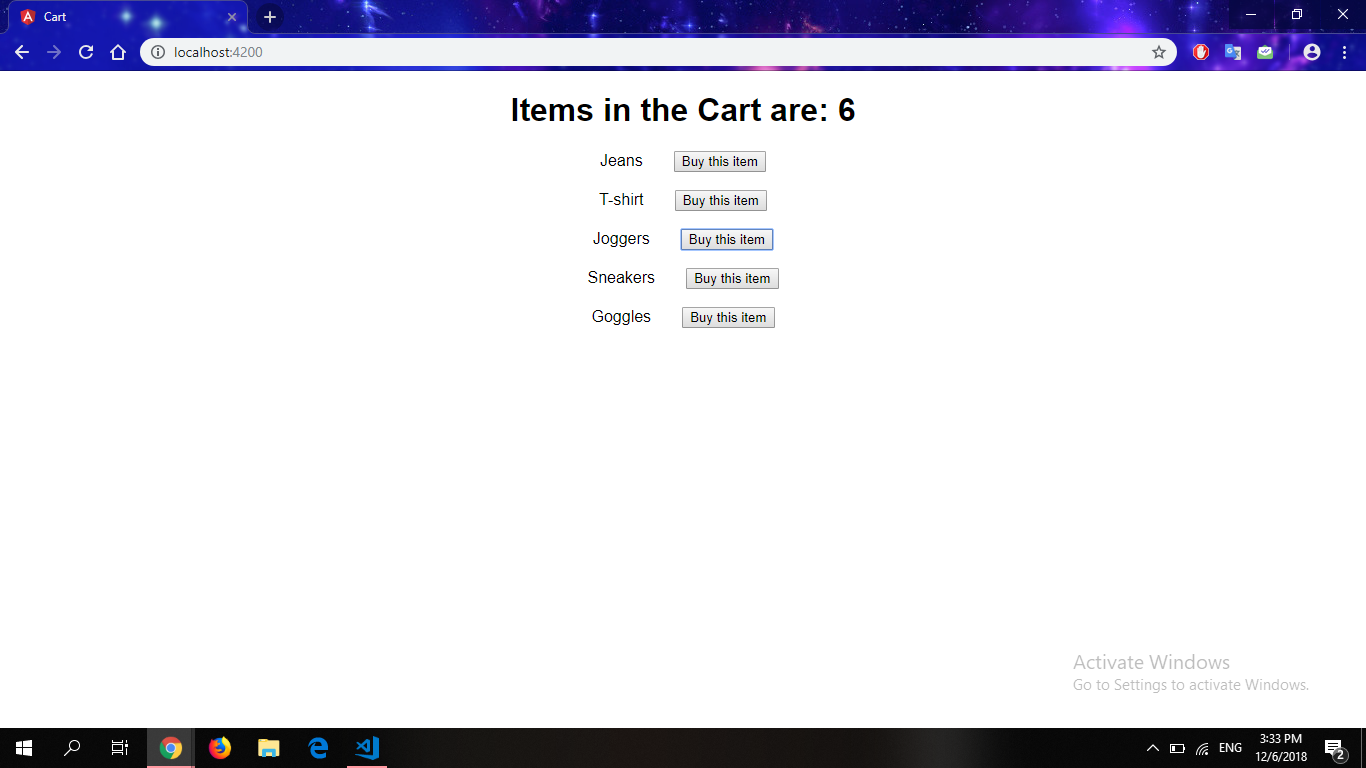 Cart
localhost:4200
Items in the Cart are: 6
Jeans Buy this item
T-shirt Buy this item
Joggers Buy this item
Sneakers Buy this item
Goggles Buy this item
Activate Windows
Go to Settings to activate Windows.
ENG
3:33 PM
12/6/2018
2